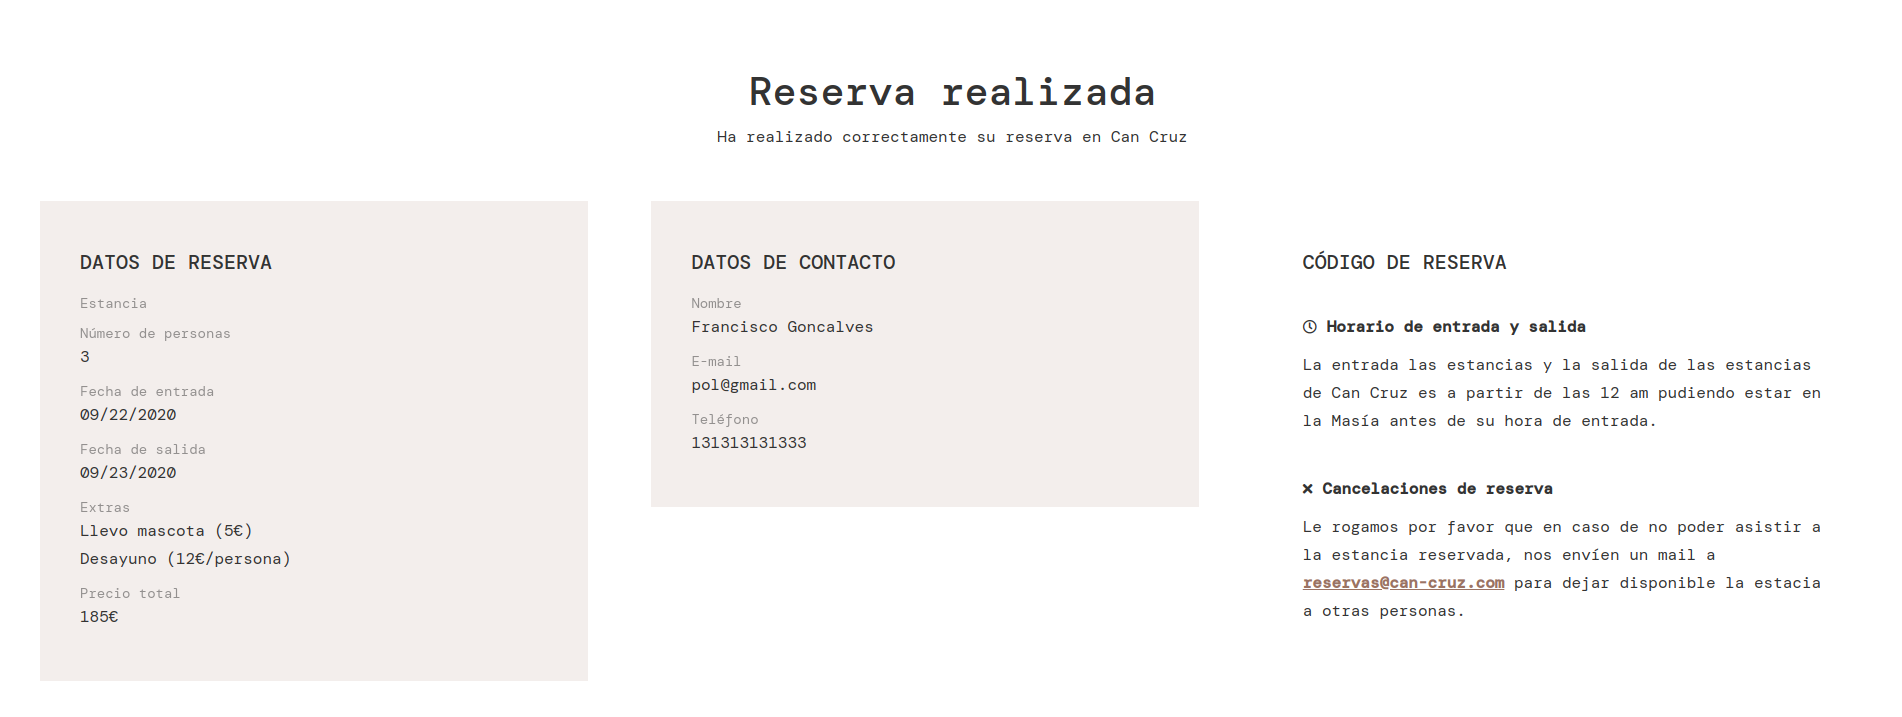 Reserva realizada
Ha realizado correctamente su reserva en Can Cruz
DATOS DE RESERVA
Estancia
Número de personas
3
Fecha de entrada
09/22/2020
Fecha de salida
09/23/2020
Extras
Llevo mascota (5€)
Desayuno (12€/persona)
Precio total
185€
DATOS DE CONTACTO
Nombre
Francisco Goncalves
E-mail
pol@gmail.com
Teléfono
131313131333
CÓDIGO DE RESERVA
Horario de entrada y salida
La entrada las estancias y la salida de las estancias
de Can Cruz es a partir de las 12 am pudiendo estar en
la Masía antes de su hora de entrada.
Cancelaciones de reserva
Le rogamos por favor que en caso de no poder asistir a
la estancia reservada, nos envíen un mail a
reservas@can-cruz.com para dejar disponible la estacia
a otras personas.